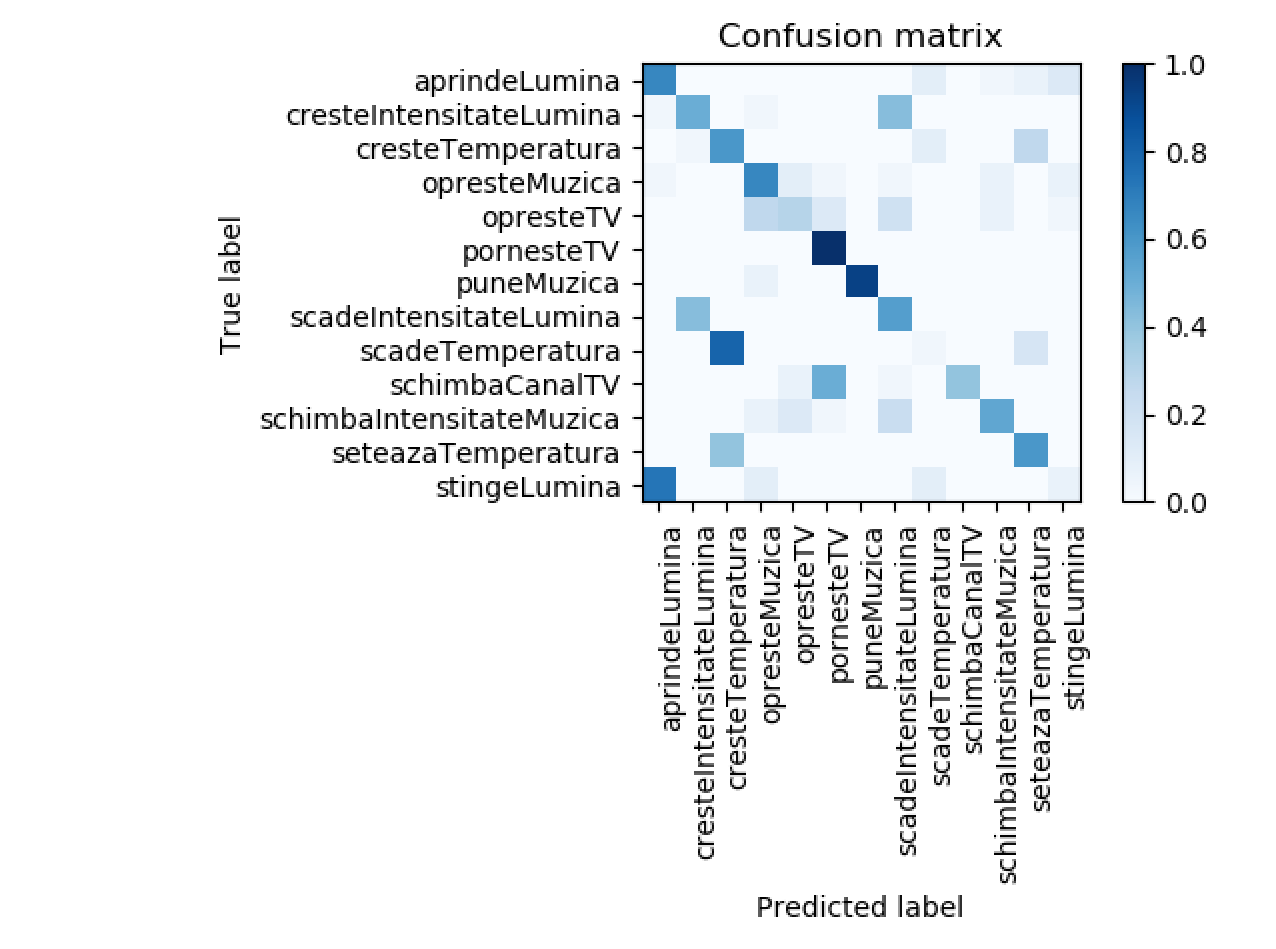 Confusion matrix
True label
aprindeLumina
cresteIntensitateLumina
cresteTemperatura
opresteMuzica
opresteTV
pornesteTV
puneMuzica
scadeIntensitateLumina
scadeTemperatura
schimbaCanalTV
schimbaIntensitateMuzica
seteazaTemperatura
stingeLumina
aprindeLumina
cresteIntensitateLumina
cresteTemperatura
opresteMuzica
opresteTV
pornesteTV
puneMuzica
scadeIntensitateLumina
scadeTemperatura
schimbaCanalTV
schimbaIntensitateMuzica
seteazaTemperatura
stingeLumina
Predicted label
1.0
0.8
0.6
0.4
0.2
0.0